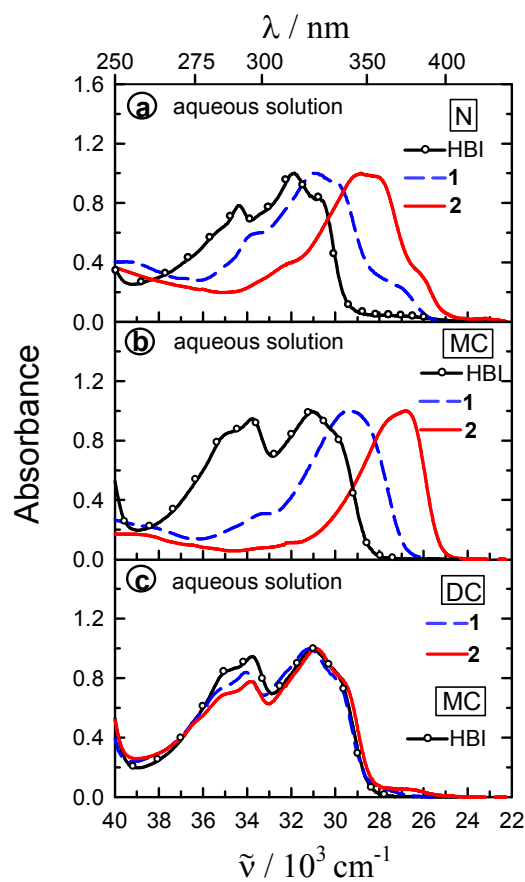 λ / nm
250 275 300 350 400
1.6
1.2
0.8
0.4
0.0
a aqueous solution
N
HBI
1
2
1.2
0.8
0.4
0.0
b aqueous solution
MC
HBI
1
2
1.2
0.8
0.4
0.0
c aqueous solution
DC
1
2
MC
HBI
Absorbance
40 38 36 34 32 30 28 26 24 22
ν̃ / 10³ cm⁻¹